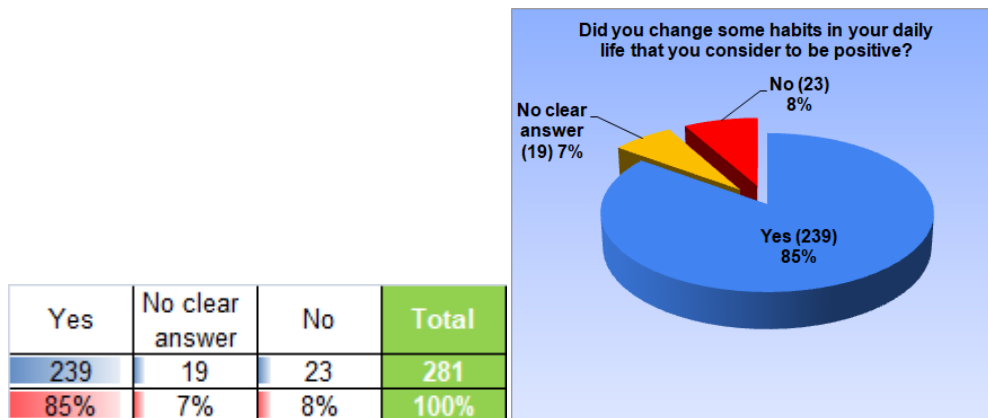 Did you change some habits in your daily
life that you consider to be positive?
No (23)
8%
No clear
answer
(19) 7%
Yes (239)
85%
Yes No clear answer No Total
239 19 23 281
85% 7% 8% 100%